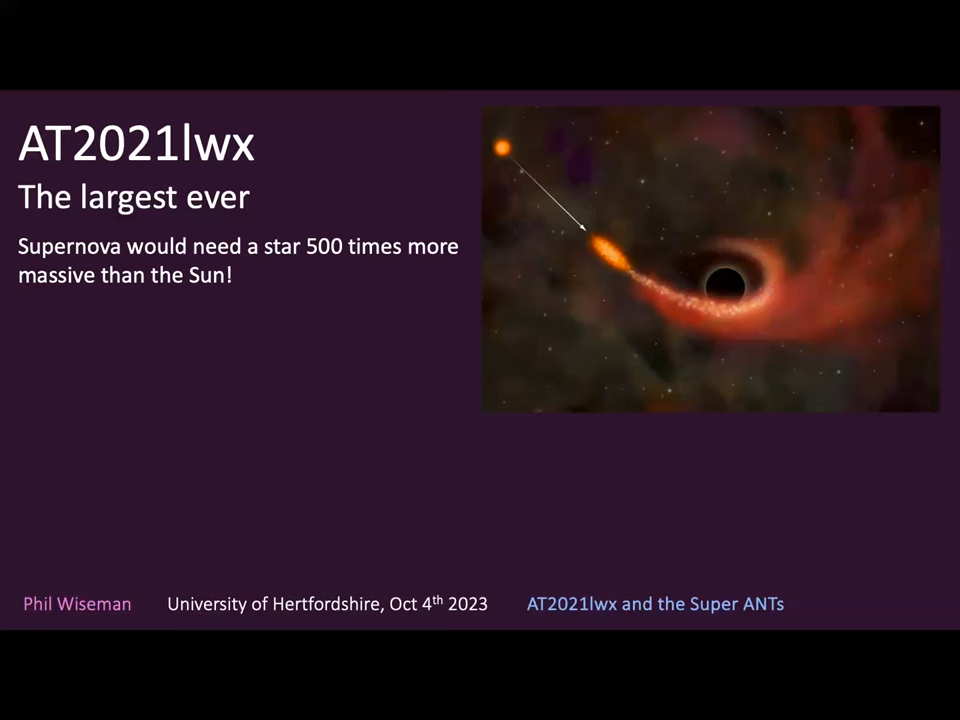 AT2021lwx
The largest ever
Supernova would need a star 500 times more
massive than the Sun!
Phil Wiseman University of Hertfordshire, Oct 4th 2023 AT2021lwx and the Super ANTs